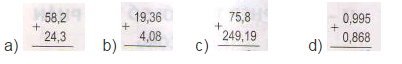 58,2 19,36 75,8 0,995
+ + + +
a) 24,3 b) 4,08 c) 249,19 d) 0,868